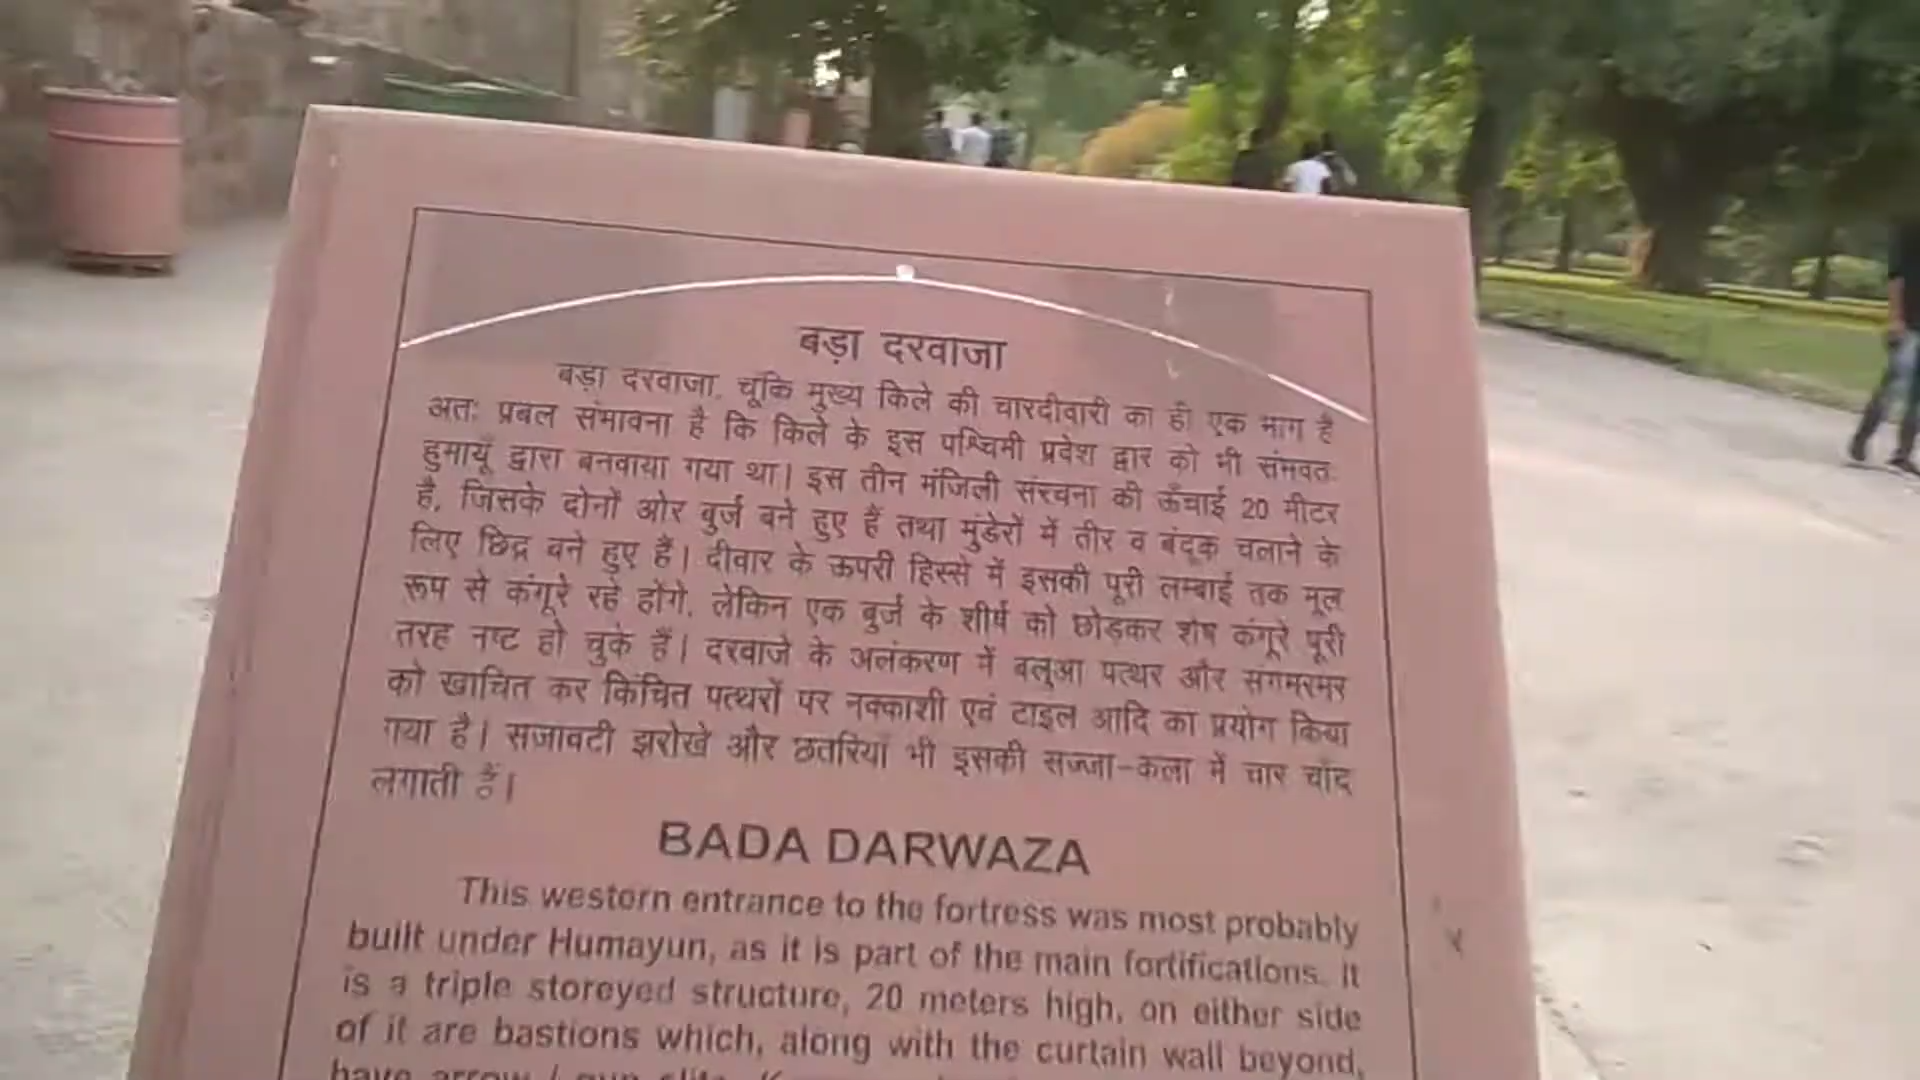 बड़ा दरवाजा
बड़ा दरवाजा, चूंकि मुख्य किले की चारदीवारी का ही एक भाग है
अतः प्रबल संभावना है कि किले के इस पश्चिमी प्रवेश द्वार को भी संभवतः
हुमायूँ द्वारा बनवाया गया था। इस तीन मंजिली संरचना की ऊँचाई 20 मीटर
है, जिसके दोनों ओर बुर्ज बने हुए हैं तथा मुंडेरों में तीर व बंदूक चलाने के
लिए छिद्र बने हुए हैं। दीवार के ऊपरी हिस्से में इसकी पूरी लम्बाई तक मूल
रूप से कंगूरे रहे होंगे, लेकिन एक बुर्ज के शीर्ष को छोड़कर शेष कंगूरे पूरी
तरह नष्ट हो चुके हैं। दरवाजे के अलंकरण में बलुआ पत्थर और संगमरमर
को खाचित कर किंचित पत्थरों पर नक्काशी एवं टाइल आदि का प्रयोग किया
गया है। सजावटी झरोखे और छतरियां भी इसकी सज्जा-कला में चार चाँद
लगाती हैं।
BADA DARWAZA
This western entrance to the fortress was most probably
built under Humayun, as it is part of the main fortifications. It
is a triple storeyed structure, 20 meters high, on either side
of it are bastions which, along with the curtain wall beyond,
have arrow / gun slits.